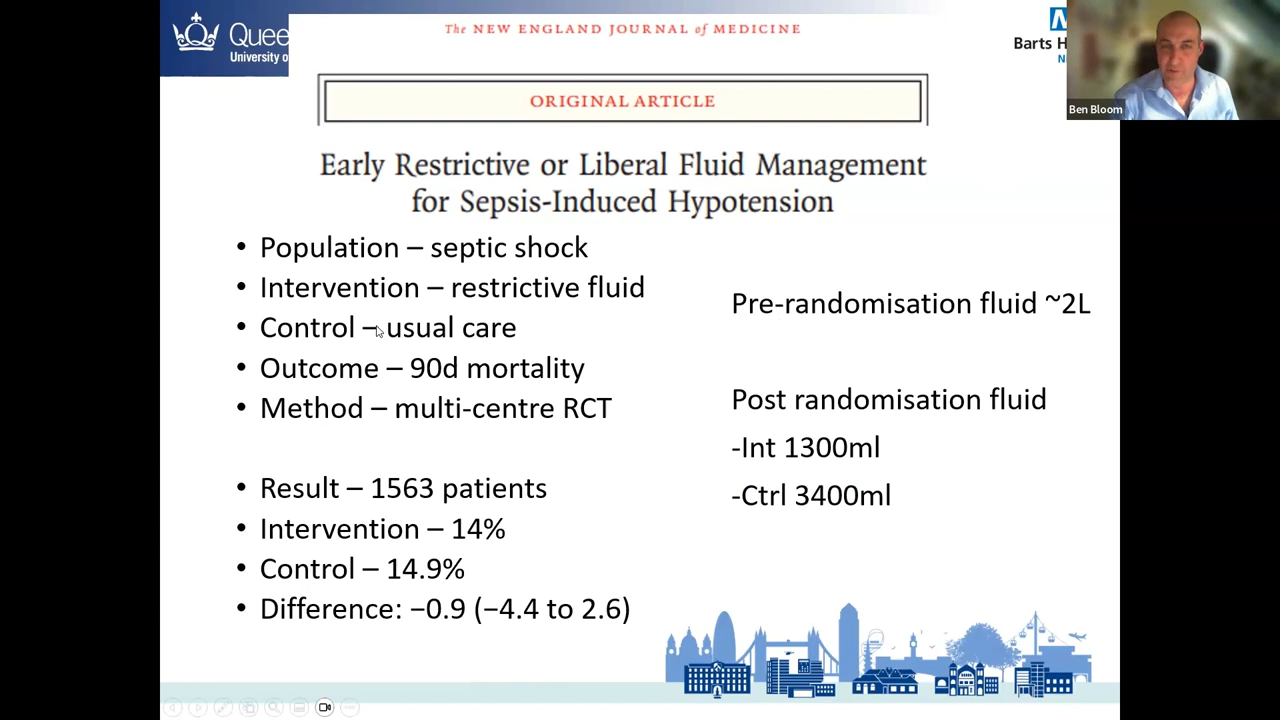 Quee
University o
The NEW ENGLAND JOURNAL of MEDICINE
Barts H
N
Ben Bloom
ORIGINAL ARTICLE
Early Restrictive or Liberal Fluid Management
for Sepsis-Induced Hypotension
• Population – septic shock
• Intervention – restrictive fluid
• Control – usual care
• Outcome – 90d mortality
• Method – multi-centre RCT
• Result – 1563 patients
• Intervention – 14%
• Control – 14.9%
• Difference: −0.9 (−4.4 to 2.6)
Pre-randomisation fluid ~2L
Post randomisation fluid
-Int 1300ml
-Ctrl 3400ml